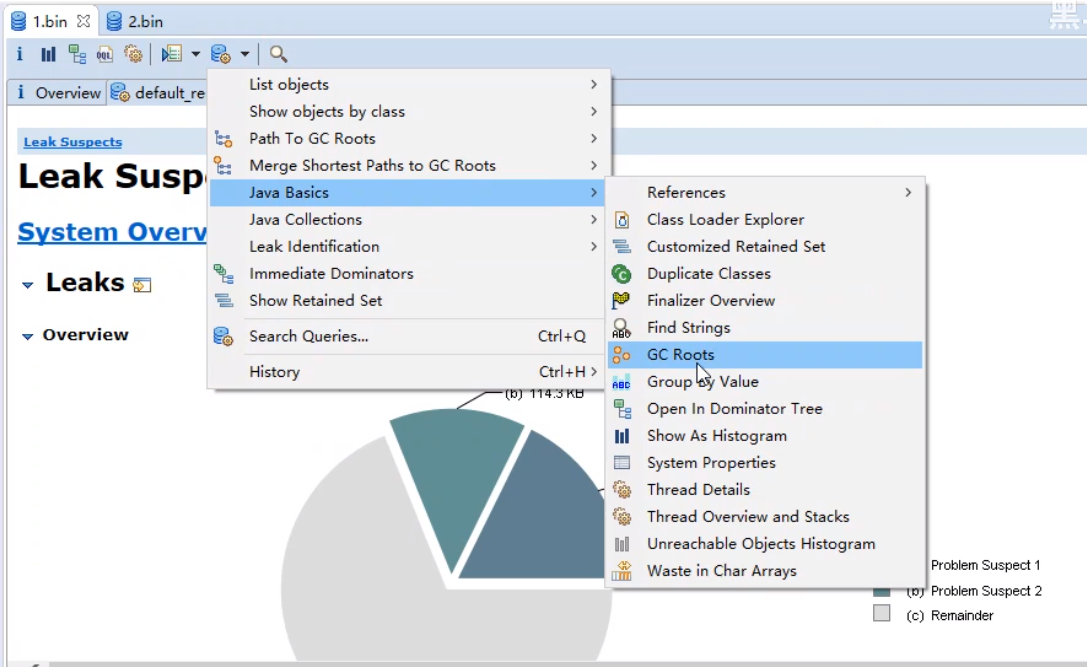 1.bin
2.bin
黑
i
OQL
i Overview
default_re
List objects
Show objects by class
Path To GC Roots
Merge Shortest Paths to GC Roots
Java Basics
Java Collections
Leak Identification
Immediate Dominators
Show Retained Set
Search Queries... Ctrl+Q
History Ctrl+H
References
Class Loader Explorer
Customized Retained Set
Duplicate Classes
Finalizer Overview
Find Strings
GC Roots
Group By Value
Open In Dominator Tree
Show As Histogram
System Properties
Thread Details
Thread Overview and Stacks
Unreachable Objects Histogram
Waste in Char Arrays
Leak Suspects
Leak Susp
System Overv
Leaks
Overview
(b) 114.3 KB
Problem Suspect 1
(b) Problem Suspect 2
(c) Remainder